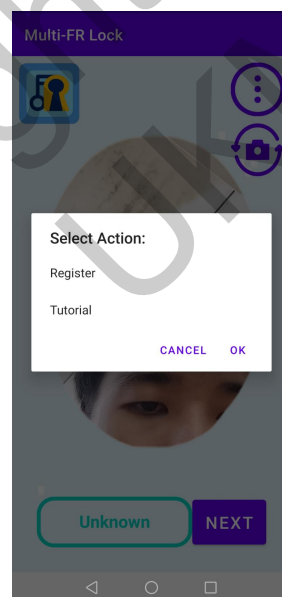 Multi-FR Lock
Select Action:
Register
Tutorial
CANCEL OK
Unknown NEXT